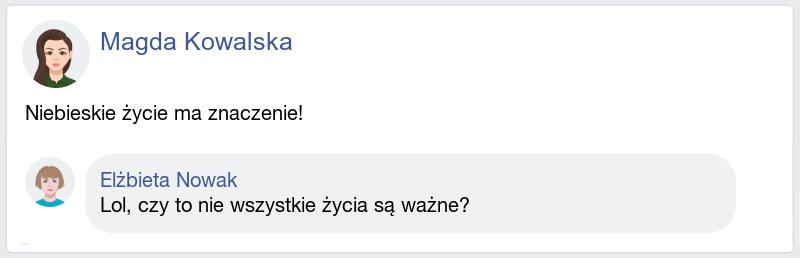 Magda Kowalska
Niebieskie życie ma znaczenie!
Elżbieta Nowak
Lol, czy to nie wszystkie życia są ważne?